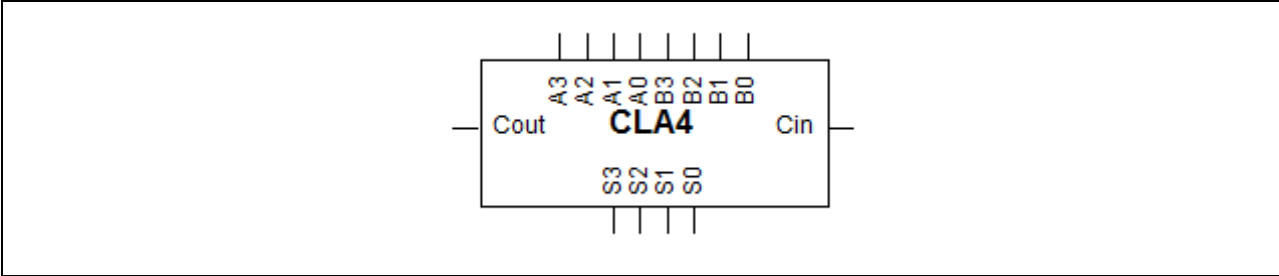 A3 A2 A1 A0 B3 B2 B1 B0
Cout CLA4 Cin
S3 S2 S1 S0